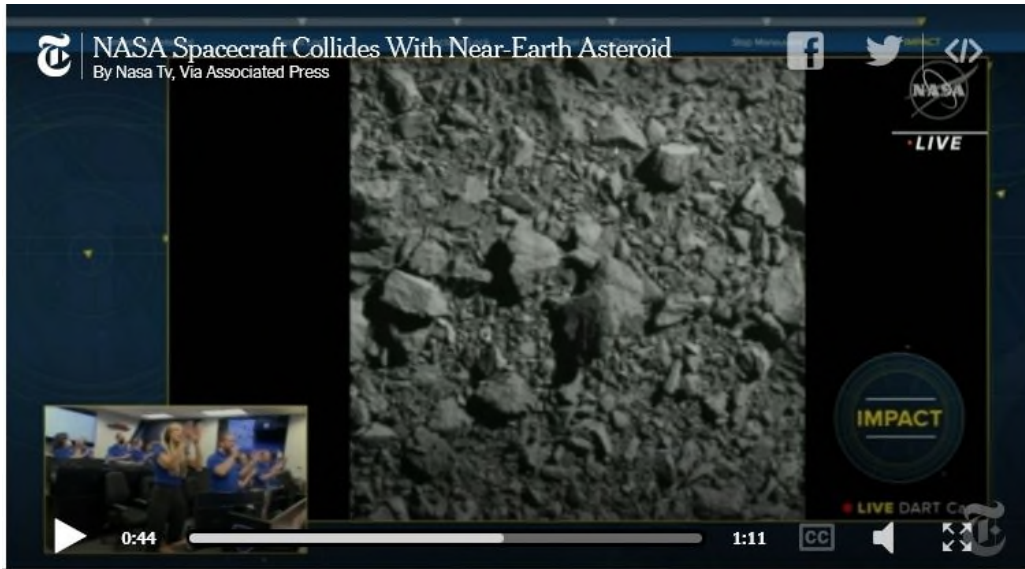 NASA Spacecraft Collides With Near-Earth Asteroid
By Nasa Tv, Via Associated Press
IMPACT
NASA
LIVE
IMPACT
LIVE DART
0:44
1:11
CC